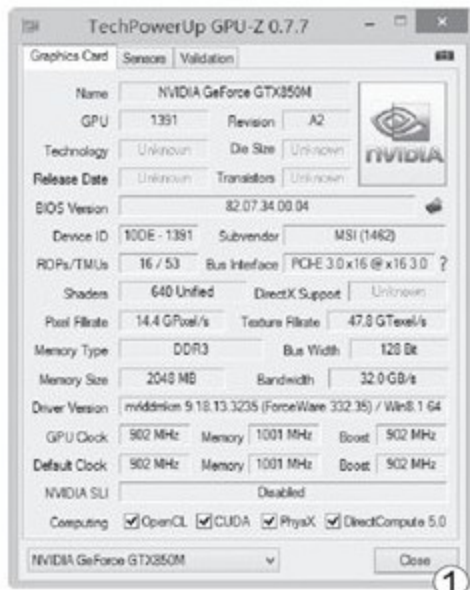 TechPowerUp GPU-Z 0.7.7
Graphics Card Sensors Validation
Name NVIDIA GeForce GTX850M
GPU 1391 Revision A2
Technology Unknown Die Size Unknown
Release Date Unknown Transistors Unknown
BIOS Version 82.07.34.00.04
Device ID 10DE - 1391 Subvendor MSI (1462)
ROPs/TMUs 16 / 53 Bus Interface PCI-E 3.0 x16 @ x16 3.0 ?
Shaders 640 Unified DirectX Support Unknown
Pixel Fillrate 14.4 GPixel/s Texture Fillrate 47.8 GTexel/s
Memory Type DDR3 Bus Width 128 Bit
Memory Size 2048 MB Bandwidth 32.0 GB/s
Driver Version nvlddmkm 9.18.13.3235 (ForceWare 332.35) / Win8.1 64
GPU Clock 902 MHz Memory 1001 MHz Boost 902 MHz
Default Clock 902 MHz Memory 1001 MHz Boost 902 MHz
NVIDIA SLI Disabled
Computing OpenCL CUDA PhysX DirectCompute 5.0
NVIDIA GeForce GTX850M Close
NVIDIA
1